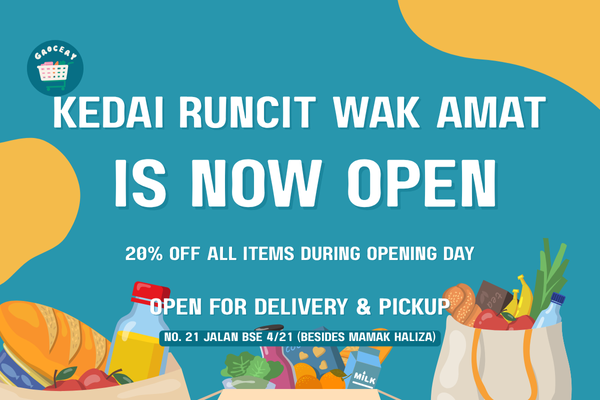 GROCERY
KEDAI RUNCIT WAK AMAT
IS NOW OPEN
20% OFF ALL ITEMS DURING OPENING DAY
OPEN FOR DELIVERY & PICKUP
NO. 21 JALAN BSE 4/21 (BESIDES MAMAK HALIZA)
MILK